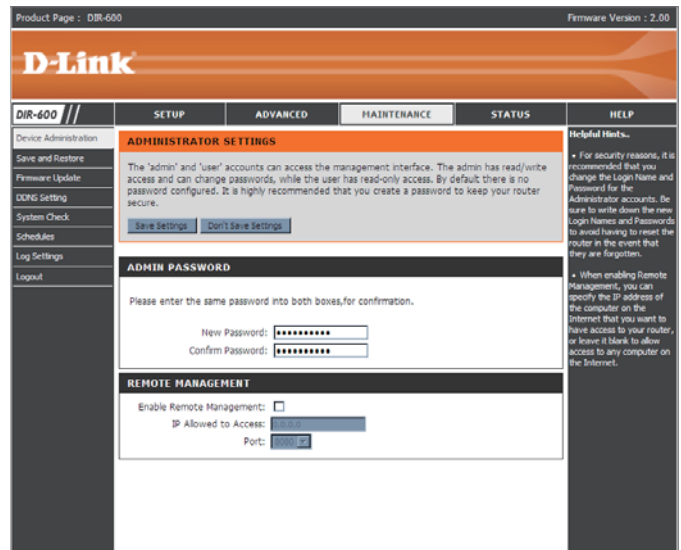 Product Page : DIR-600
Firmware Version : 2.00
D-Link
DIR-600
SETUP
ADVANCED
MAINTENANCE
STATUS
HELP
Device Administration
Save and Restore
Firmware Update
DDNS Setting
System Check
Schedules
Log Settings
Logout
ADMINISTRATOR SETTINGS
The 'admin' and 'user' accounts can access the management interface. The admin has read/write
access and can change passwords, while the user has read-only access. By default there is no
password configured. It is highly recommended that you create a password to keep your router
secure.
Save Settings
Don't Save Settings
ADMIN PASSWORD
Please enter the same password into both boxes,for confirmation.
New Password: ••••••••••
Confirm Password: ••••••••••
REMOTE MANAGEMENT
Enable Remote Management:
IP Allowed to Access: 0.0.0.0
Port: 8080
Helpful Hints..
• For security reasons, it is
recommended that you
change the Login Name and
Password for the
Administrator accounts. Be
sure to write down the new
Login Names and Passwords
to avoid having to reset the
router in the event that
they are forgotten.
• When enabling Remote
Management, you can
specify the IP address of
the computer on the
Internet that you want to
have access to your router,
or leave it blank to allow
access to any computer on
the Internet.